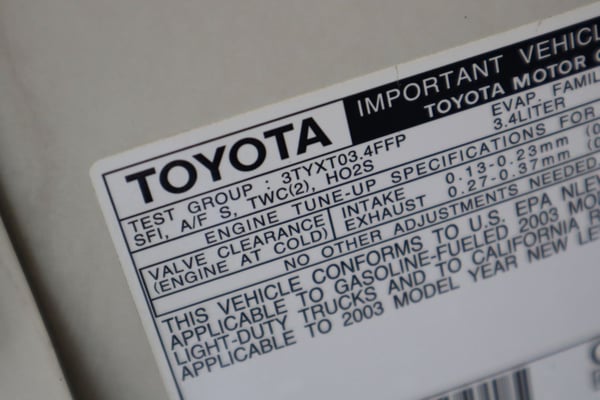 TOYOTA
IMPORTANT VEHICL
TOYOTA MOTOR
TEST GROUP : 3TYXT03.4FFP
EVAP. FAMIL
SFI, A/F S, TWC(2), HO2S
3.4LITER
ENGINE TUNE-UP SPECIFICATIONS FOR
VALVE CLEARANCE INTAKE 0.13-0.23mm (0
(ENGINE AT COLD) EXHAUST 0.27-0.37mm (0
NO OTHER ADJUSTMENTS NEEDED.
THIS VEHICLE CONFORMS TO U.S. EPA NLEV
APPLICABLE TO GASOLINE-FUELED 2003 MO
LIGHT-DUTY TRUCKS AND TO CALIFORNIA R
APPLICABLE TO 2003 MODEL YEAR NEW LE